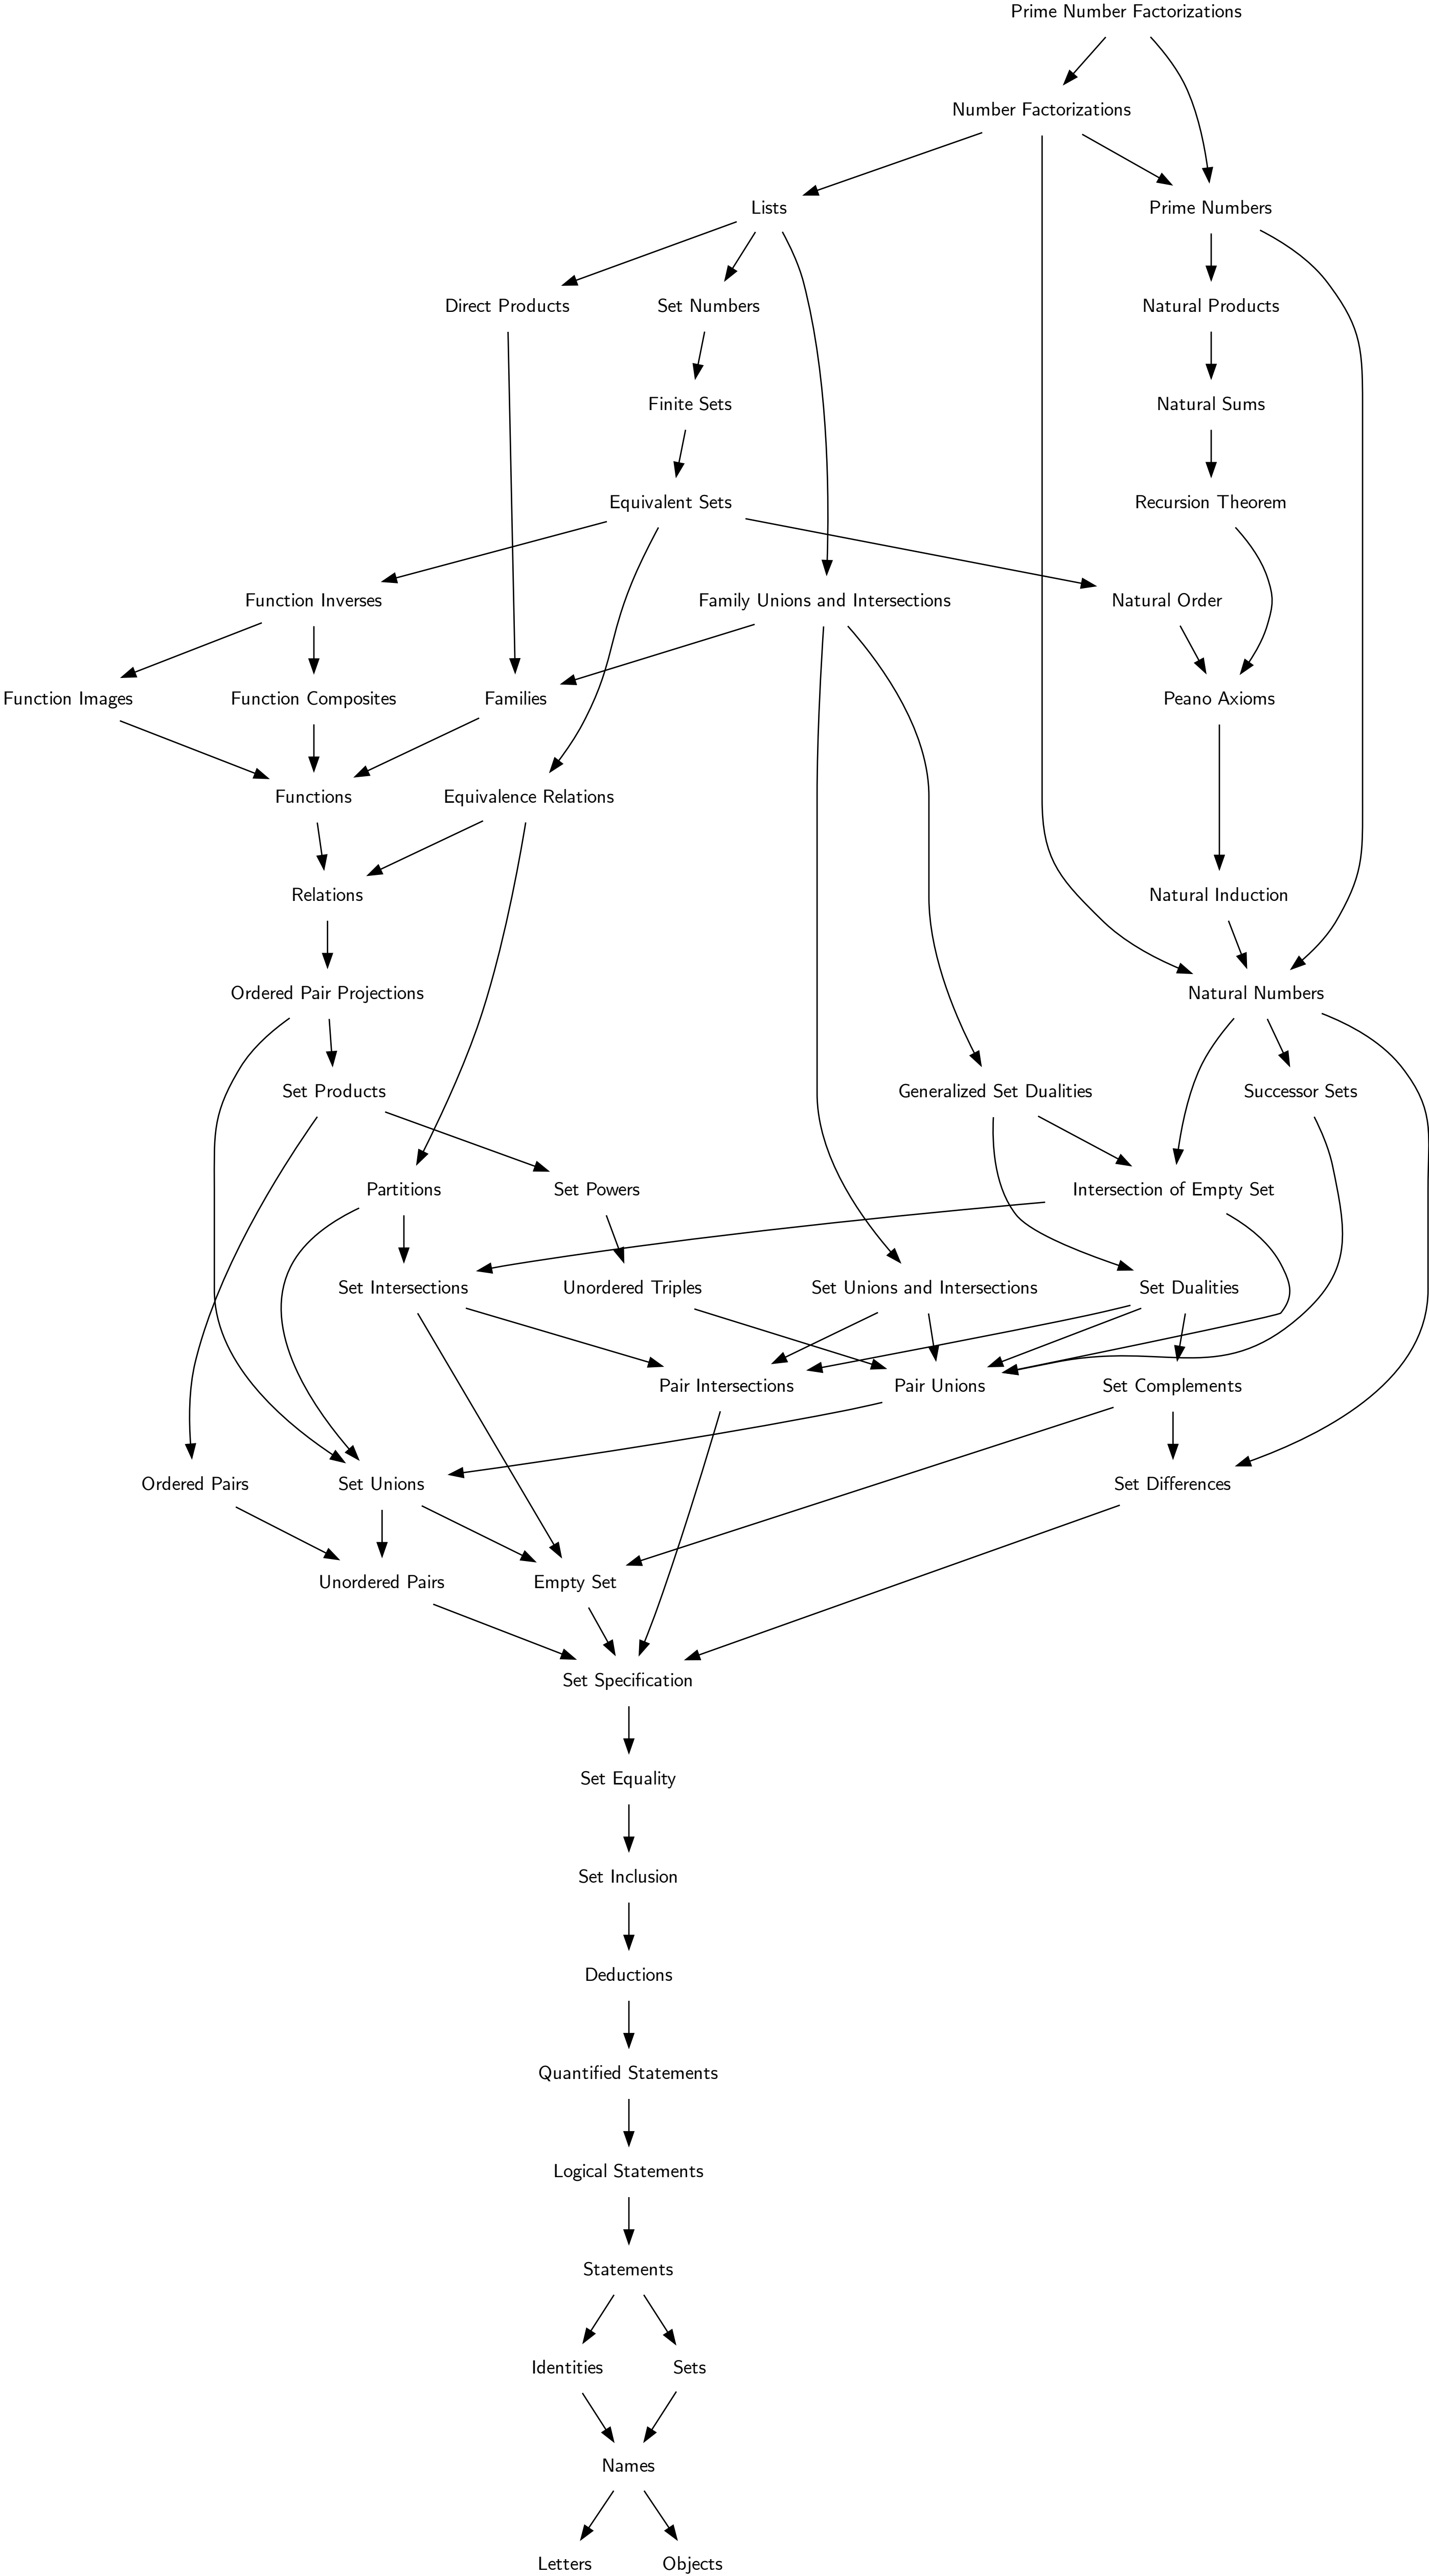 Prime Number Factorizations
Number Factorizations
Lists
Prime Numbers
Direct Products
Set Numbers
Natural Products
Finite Sets
Natural Sums
Equivalent Sets
Recursion Theorem
Function Inverses
Family Unions and Intersections
Natural Order
Function Images
Function Composites
Families
Peano Axioms
Functions
Equivalence Relations
Relations
Natural Induction
Ordered Pair Projections
Natural Numbers
Set Products
Generalized Set Dualities
Successor Sets
Partitions
Set Powers
Intersection of Empty Set
Set Intersections
Unordered Triples
Set Unions and Intersections
Set Dualities
Pair Intersections
Pair Unions
Set Complements
Ordered Pairs
Set Unions
Set Differences
Unordered Pairs
Empty Set
Set Specification
Set Equality
Set Inclusion
Deductions
Quantified Statements
Logical Statements
Statements
Identities
Sets
Names
Letters
Objects